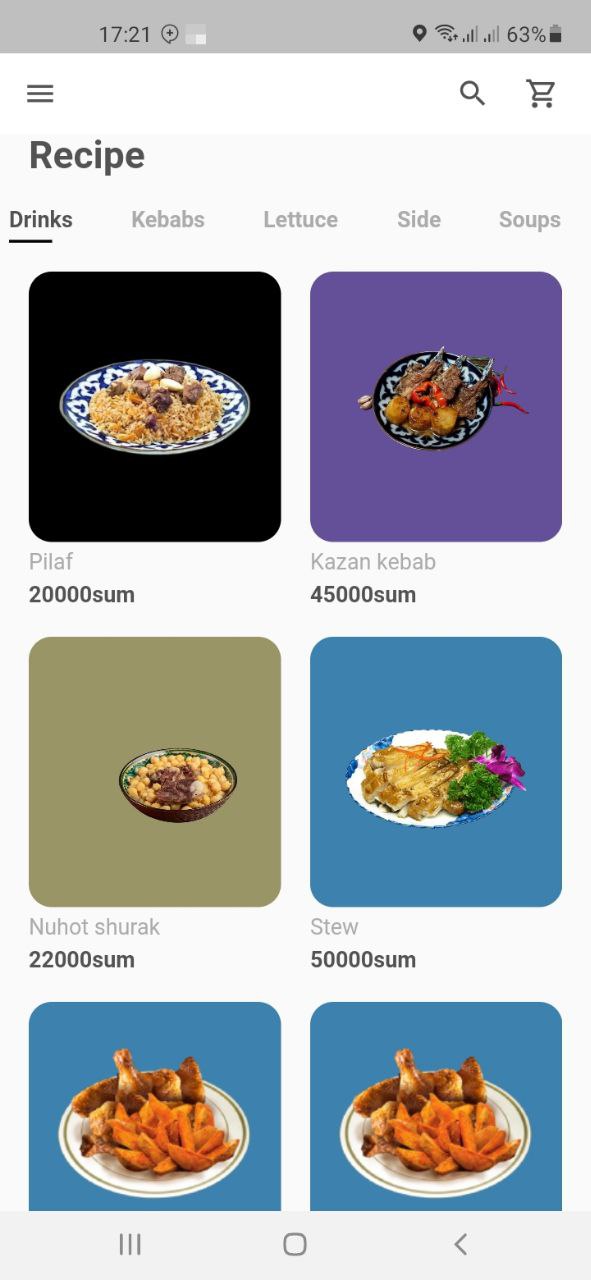 17:21 63%
Recipe
Drinks Kebabs Lettuce Side Soups
Pilaf Kazan kebab
20000sum 45000sum
Nuhot shurak Stew
22000sum 50000sum